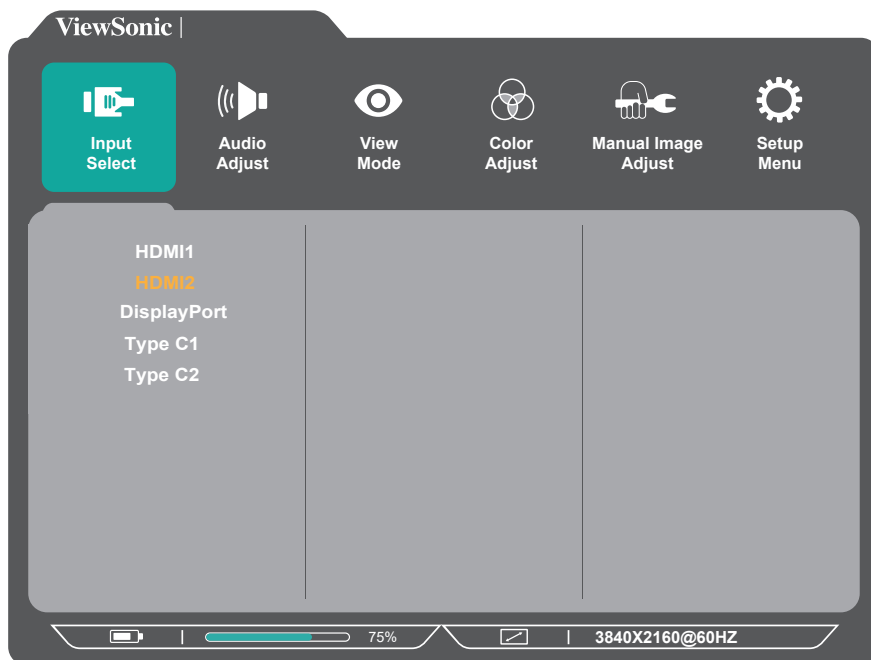 ViewSonic
Input
Select
Audio
Adjust
View
Mode
Color
Adjust
Manual Image
Adjust
Setup
Menu
HDMI1
HDMI2
DisplayPort
Type C1
Type C2
75%
3840X2160@60HZ